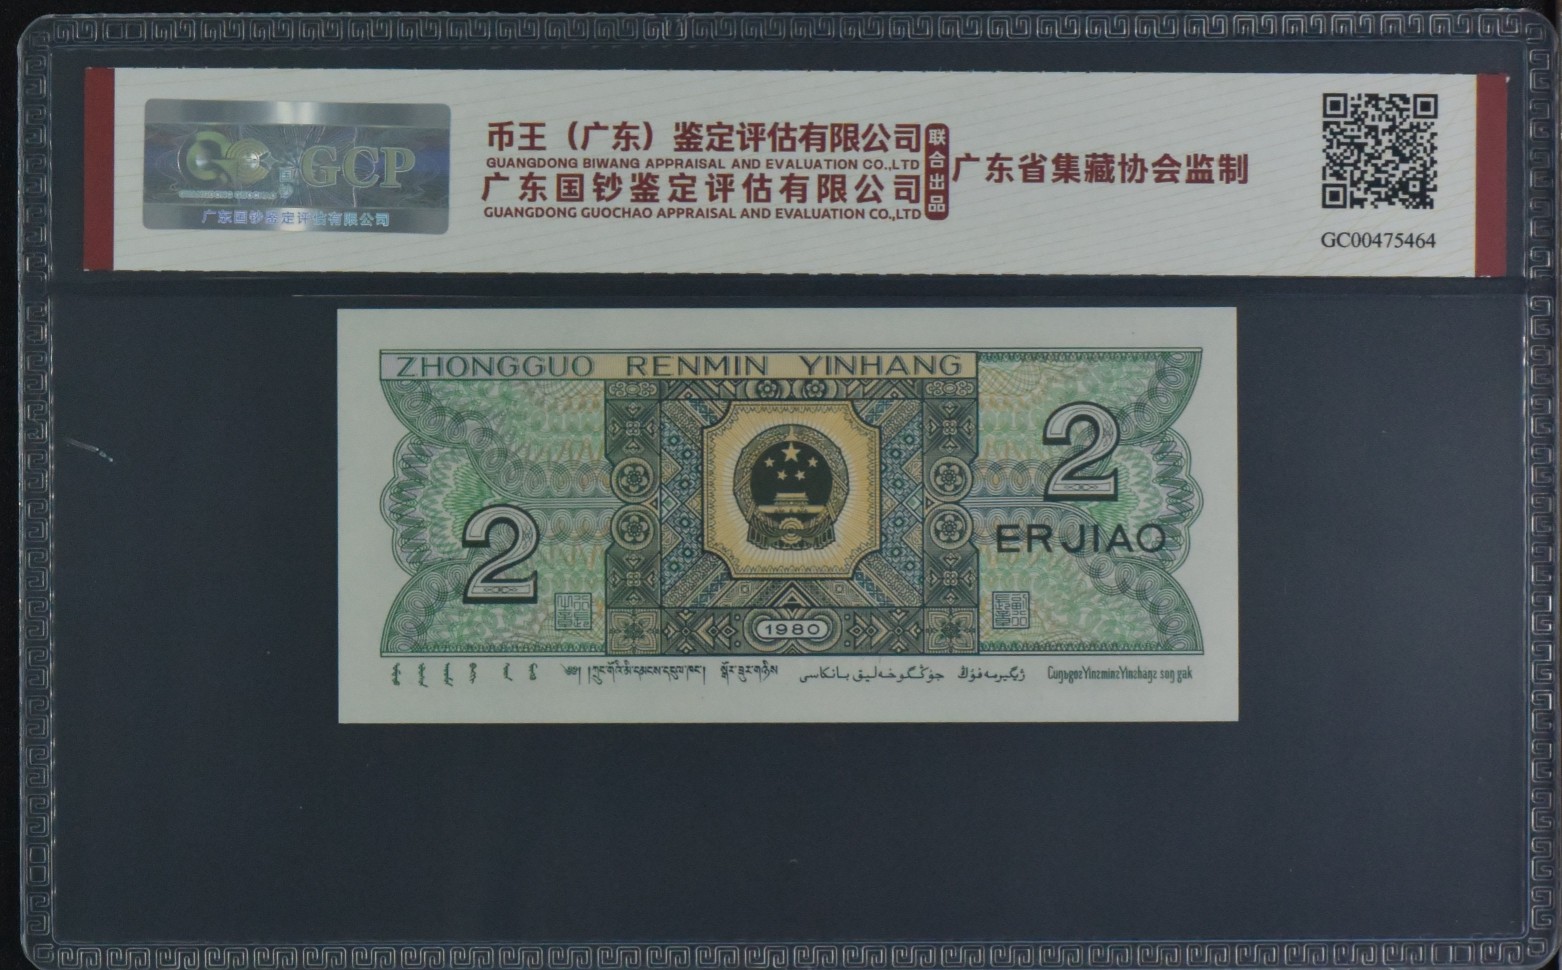 GCP
广东国钞鉴定评估有限公司
币王（广东）鉴定评估有限公司
GUANGDONG BIWANG APPRAISAL AND EVALUATION CO.,LTD
广东国钞鉴定评估有限公司
GUANGDONG GUOCHAO APPRAISAL AND EVALUATION CO.,LTD
联合出品
广东省集藏协会监制
GC00475464
ZHONGGUO RENMIN YINHANG
2
2
ERJIAO
1980
جۇڭگوخەلىق بانكاسى ژىگىرمەفۇڭ